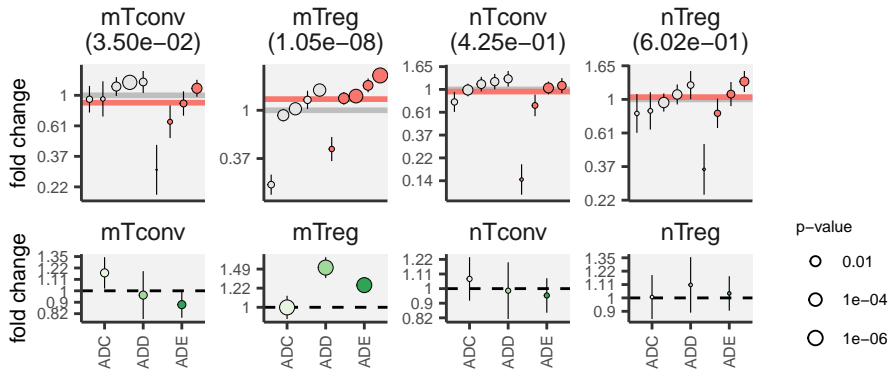 mTconv
(3.50e−02)
mTreg
(1.05e−08)
nTconv
(4.25e−01)
nTreg
(6.02e−01)
fold change
1
0.61
0.37
0.22
1
0.37
1.65
1
0.61
0.37
0.22
0.14
1.65
1
0.61
0.37
0.22
mTconv
mTreg
nTconv
nTreg
fold change
1.35
1.22
1.11
1
0.9
0.82
1.49
1.22
1
1.22
1.11
1
0.9
0.82
1.35
1.22
1.11
1
0.9
ADC
ADD
ADE
ADC
ADD
ADE
ADC
ADD
ADE
ADC
ADD
ADE
p−value
0.01
1e−04
1e−06